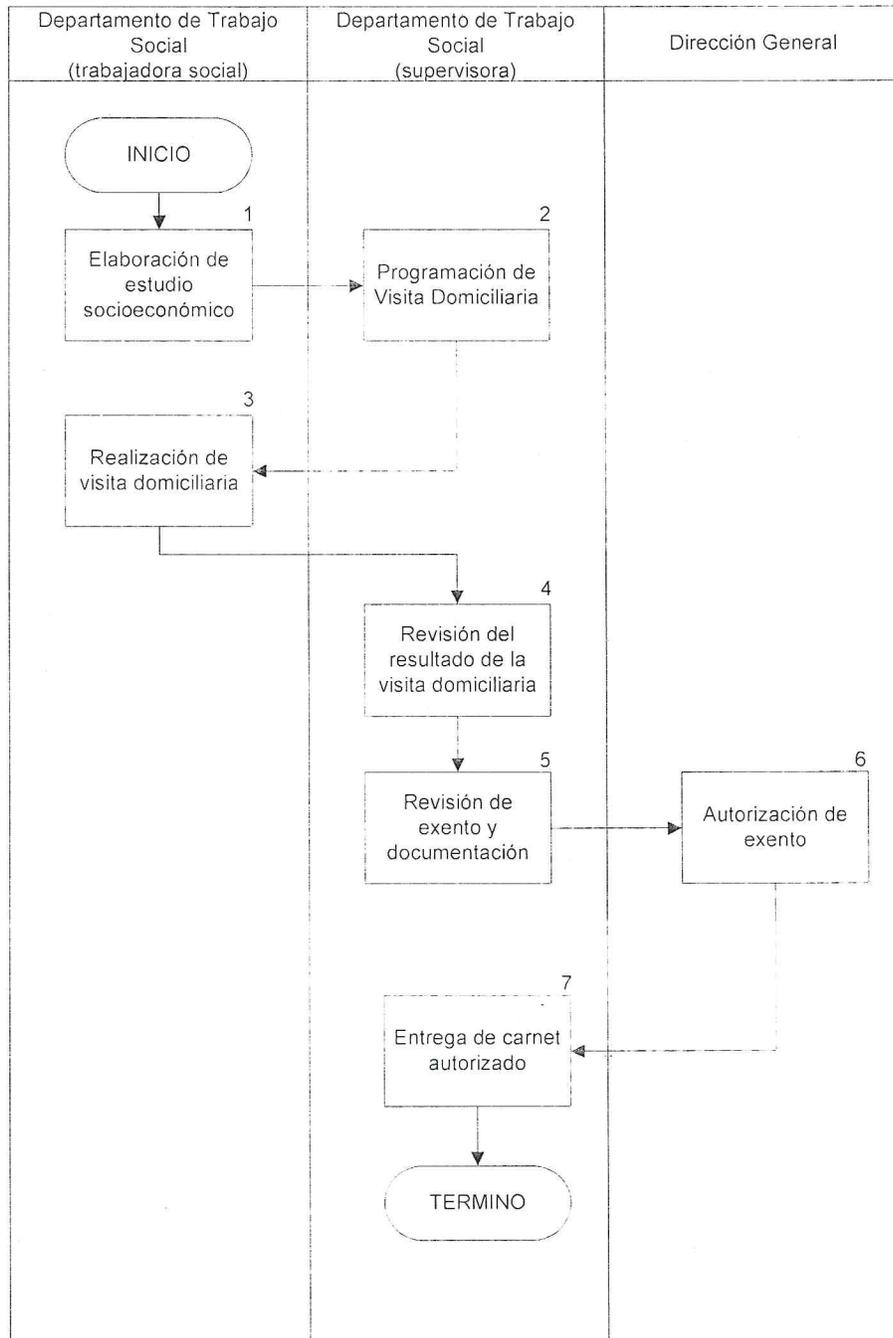 Departamento de Trabajo
Social
(trabajadora social)
Departamento de Trabajo
Social
(supervisora)
Dirección General
INICIO
1
Elaboración de
estudio
socioeconómico
2
Programación de
Visita Domiciliaria
3
Realización de
visita domiciliaria
4
Revisión del
resultado de la
visita domiciliaria
5
Revisión de
exento y
documentación
6
Autorización de
exento
7
Entrega de carnet
autorizado
TERMINO